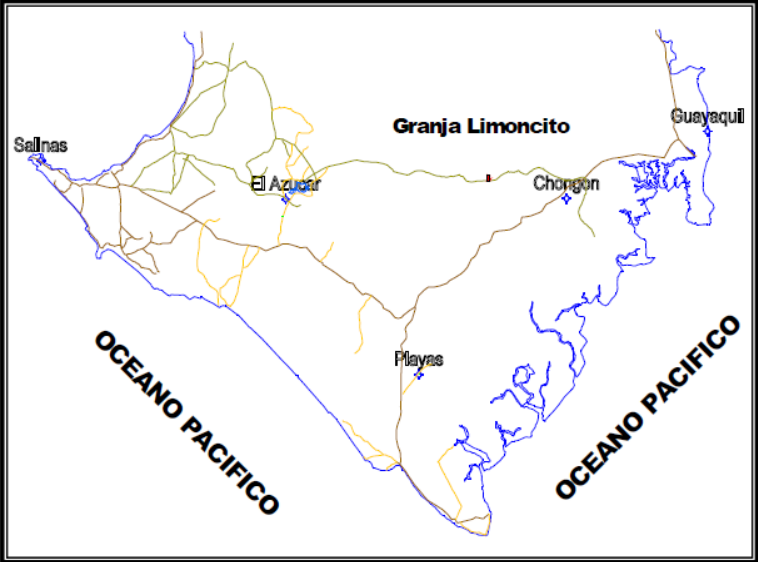 Granja Limoncito
Guayaquil
Salinas
El Azucar
Chongon
Playas
OCEANO PACIFICO
OCEANO PACIFICO